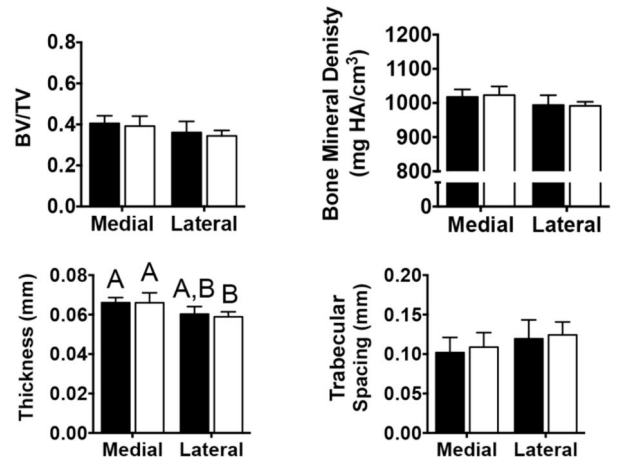 BV/TV
0.8
0.6
0.4
0.2
0.0
Medial Lateral
Bone Mineral Denisty
(mg HA/cm³)
1200
1100
1000
900
800
0
Medial Lateral
Thickness (mm)
0.08
0.06
0.04
0.02
0.00
A A A,B B
Medial Lateral
Trabecular
Spacing (mm)
0.20
0.15
0.10
0.05
0.00
Medial Lateral